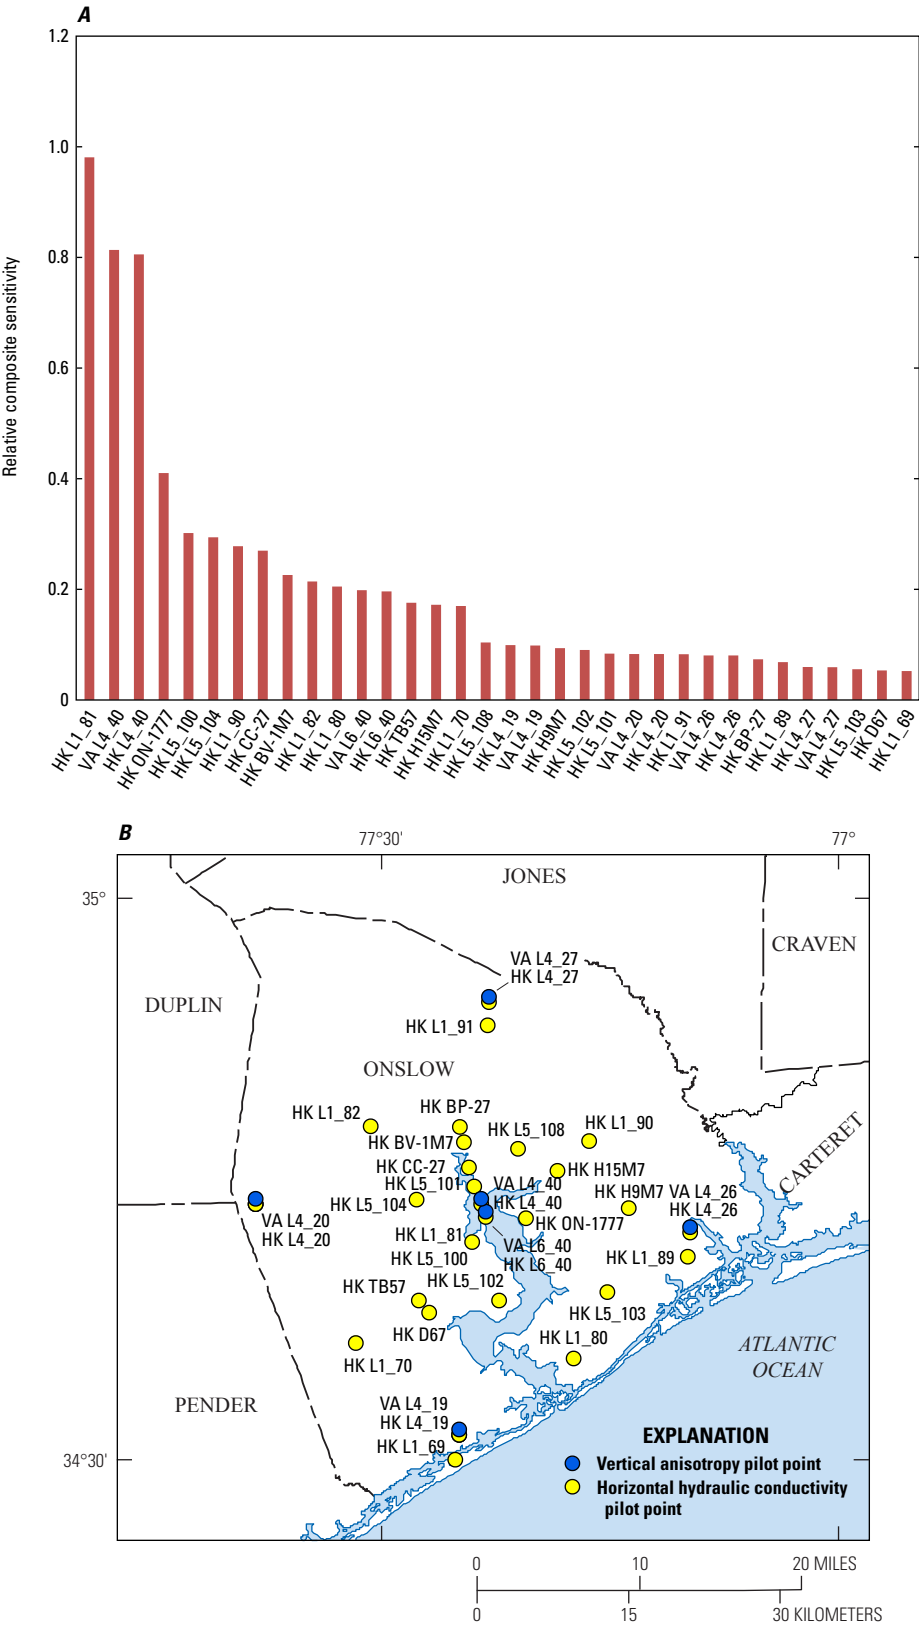 A
Relative composite sensitivity
1.2
1.0
0.8
0.6
0.4
0.2
0
HK L1_81
VA L4_40
HK L4_40
HK ON-1777
HK L5_100
HK L5_104
HK L1_90
HK CC-27
HK BV-1M7
HK L1_82
HK L1_80
VA L6_40
HK L6_40
HK TB57
HK H15M7
HK L1_70
HK L5_108
HK L4_19
VA L4_19
HK H9M7
HK L5_102
HK L5_101
VA L4_20
HK L4_20
HK L1_91
VA L4_26
HK L4_26
HK BP-27
HK L1_89
HK L4_27
VA L4_27
HK L5_103
HK D67
HK L1_69
B
77°30'
77°
35°
JONES
CRAVEN
VA L4_27
HK L4_27
DUPLIN
HK L1_91
ONSLOW
HK L1_82
HK BP-27
HK L5_108
HK L1_90
HK BV-1M7
CARTERET
HK CC-27
HK H15M7
HK L5_101
VA L4_40
HK L4_40
HK H9M7
VA L4_26
HK L4_26
HK L5_104
VA L4_20
HK L4_20
HK ON-1777
HK L1_81
VA L6_40
HK L6_40
HK L5_100
HK L1_89
HK TB57
HK L5_102
HK L5_103
HK D67
HK L1_80
HK L1_70
ATLANTIC
OCEAN
PENDER
VA L4_19
HK L4_19
HK L1_69
34°30'
EXPLANATION
Vertical anisotropy pilot point
Horizontal hydraulic conductivity
pilot point
0
10
20 MILES
0
15
30 KILOMETERS